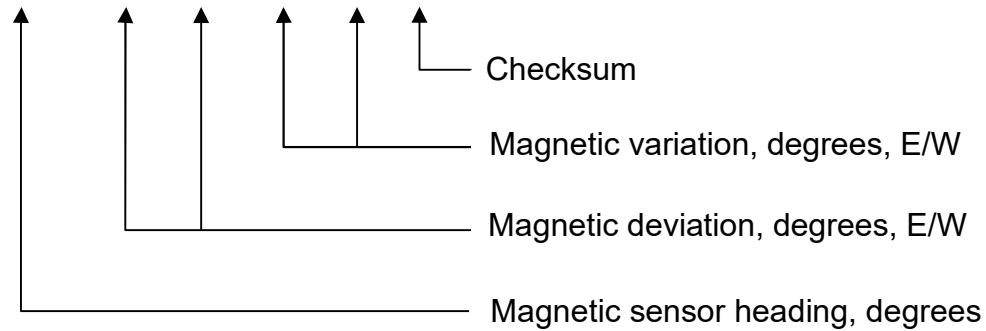 Checksum
Magnetic variation, degrees, E/W
Magnetic deviation, degrees, E/W
Magnetic sensor heading, degrees